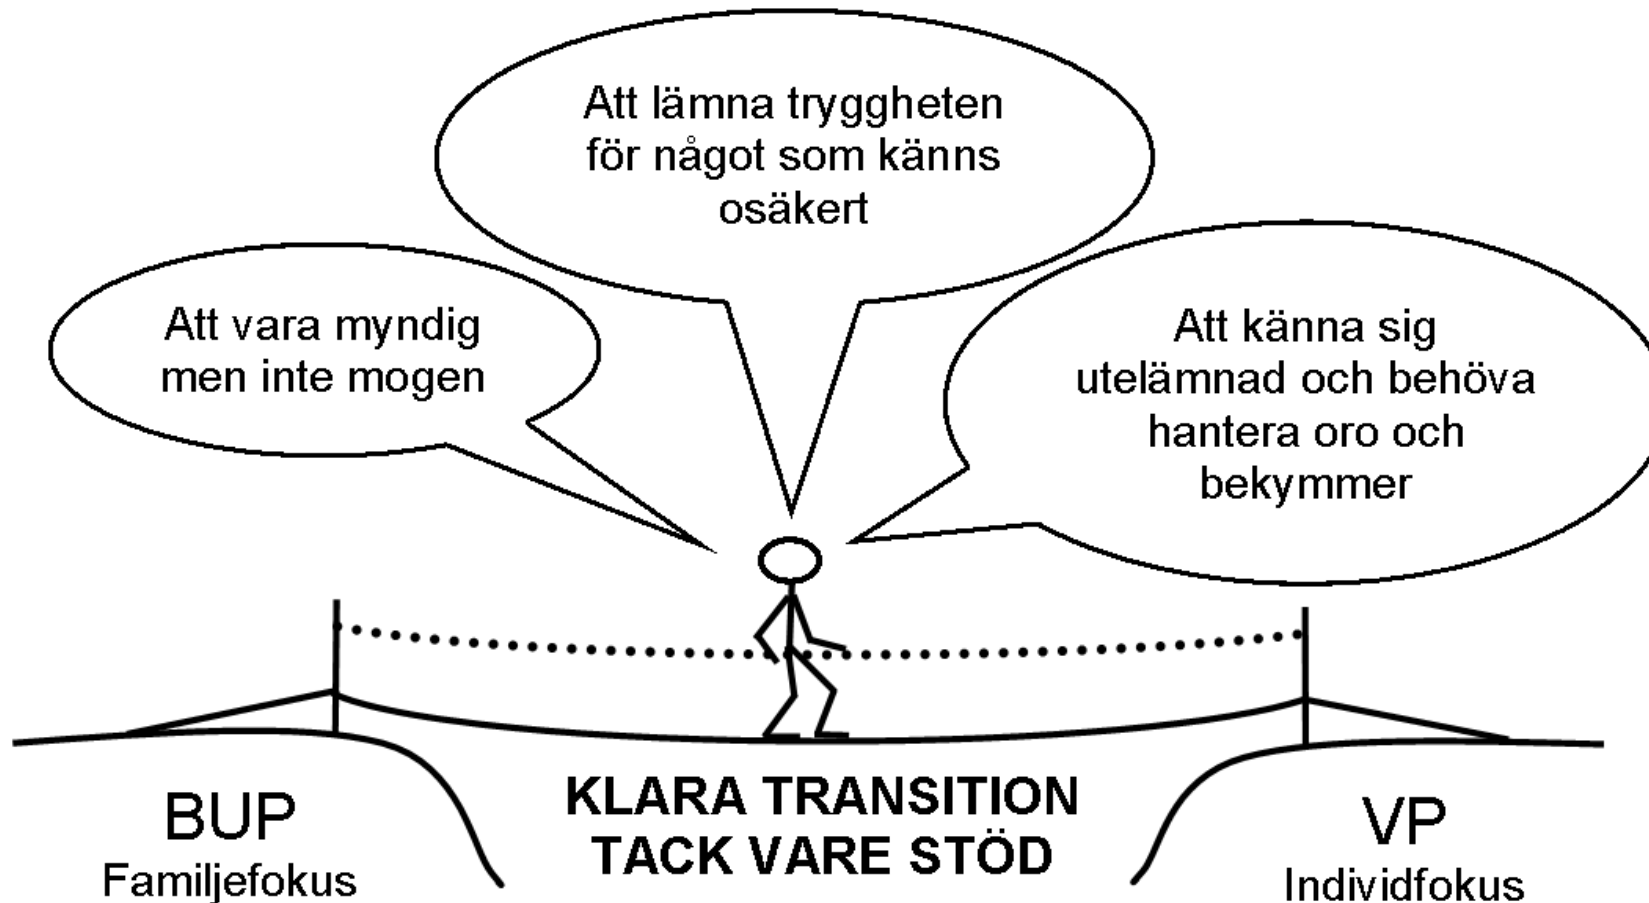 Att lämna tryggheten
för något som känns
osäkert
Att vara myndig
men inte mogen
Att känna sig
utelämnad och behöva
hantera oro och
bekymmer
BUP
Familjefokus
KLARA TRANSITION
TACK VARE STÖD
VP
Individfokus